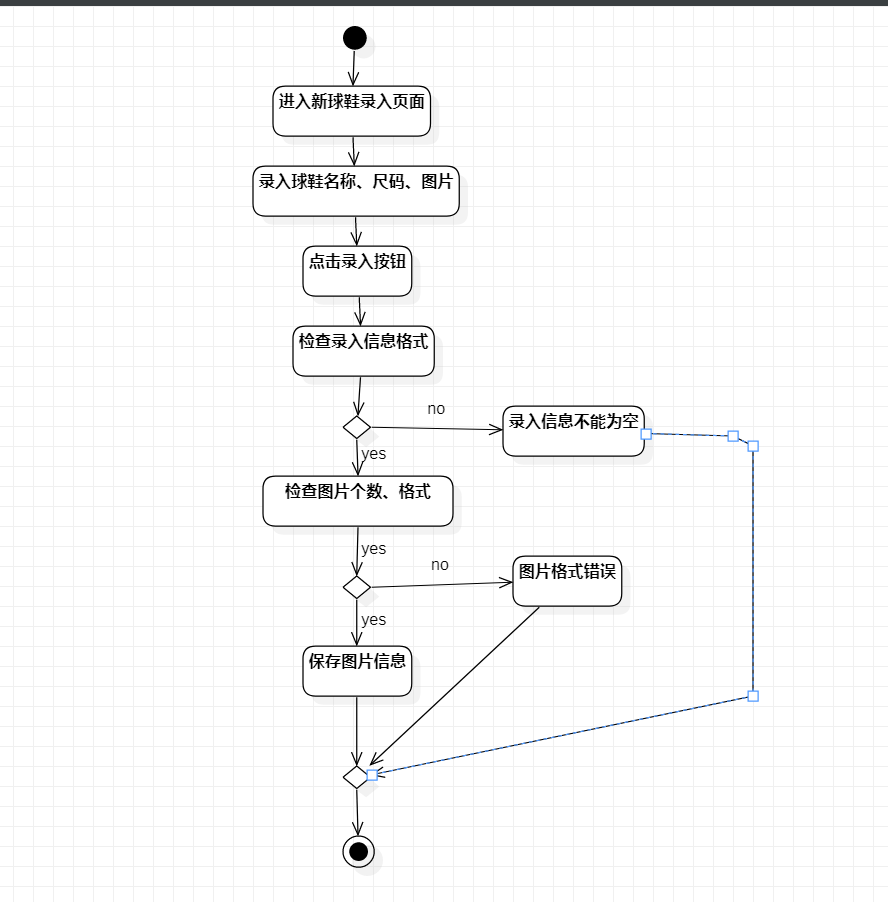 进入新球鞋录入页面
录入球鞋名称、尺码、图片
点击录入按钮
检查录入信息格式
no
录入信息不能为空
yes
检查图片个数、格式
yes
no
图片格式错误
yes
保存图片信息